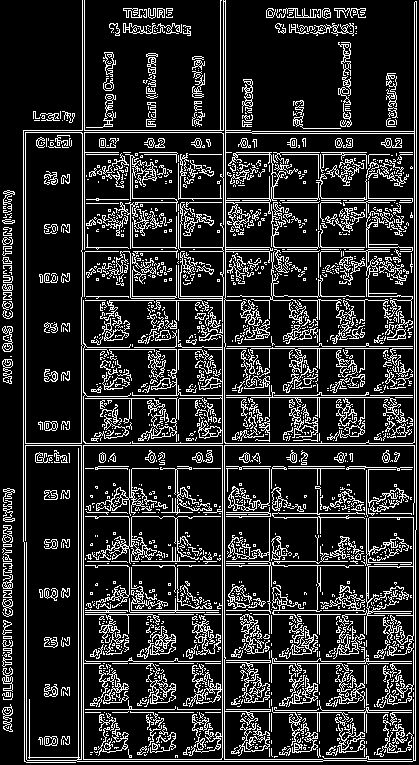 TENURE
% Households
DWELLING TYPE
% Households
Locality
Home Owned
Rent (Private)
Rent (Public)
Terraced
Flats
Semi-Detached
Detached
AVG. GAS CONSUMPTION (kWh)
Global 0.2 -0.2 -0.1 -0.1 -0.1 0.3 -0.2
25 N
50 N
100 N
25 N
50 N
100 N
AVG. ELECTRICITY CONSUMPTION (kWh)
Global 0.4 -0.2 -0.5 -0.4 -0.2 -0.1 0.7
25 N
50 N
100 N
25 N
50 N
100 N